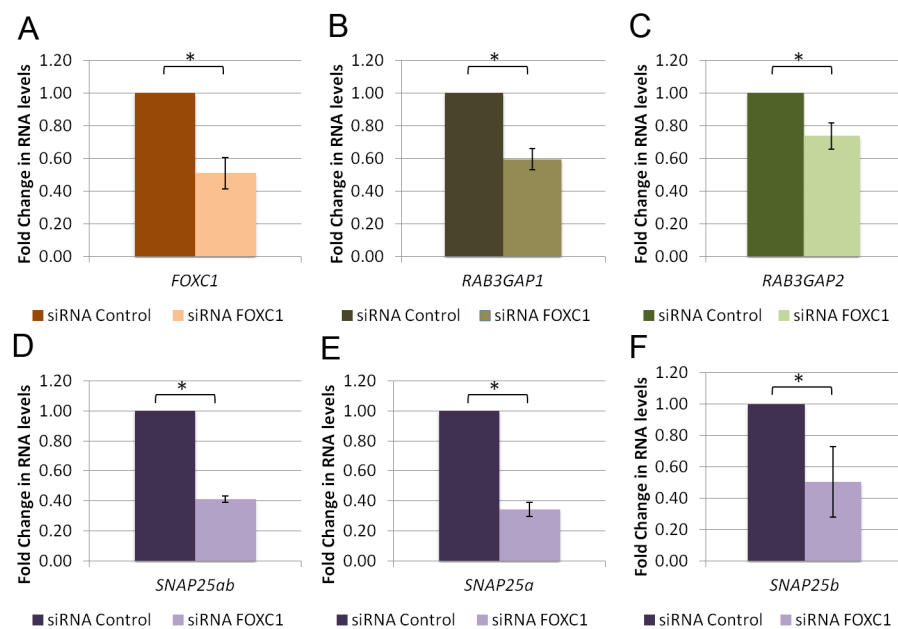 A
Fold Change in RNA levels
1.20
1.00
0.80
0.60
0.40
0.20
0.00
*
FOXC1
siRNA Control siRNA FOXC1
B
Fold Change in RNA levels
1.20
1.00
0.80
0.60
0.40
0.20
0.00
*
RAB3GAP1
siRNA Control siRNA FOXC1
C
Fold Change in RNA levels
1.20
1.00
0.80
0.60
0.40
0.20
0.00
*
RAB3GAP2
siRNA Control siRNA FOXC1
D
Fold Change in RNA levels
1.20
1.00
0.80
0.60
0.40
0.20
0.00
*
SNAP25ab
siRNA Control siRNA FOXC1
E
Fold Change in RNA levels
1.20
1.00
0.80
0.60
0.40
0.20
0.00
*
SNAP25a
siRNA Control siRNA FOXC1
F
Fold Change in RNA levels
1.20
1.00
0.80
0.60
0.40
0.20
0.00
*
SNAP25b
siRNA Control siRNA FOXC1